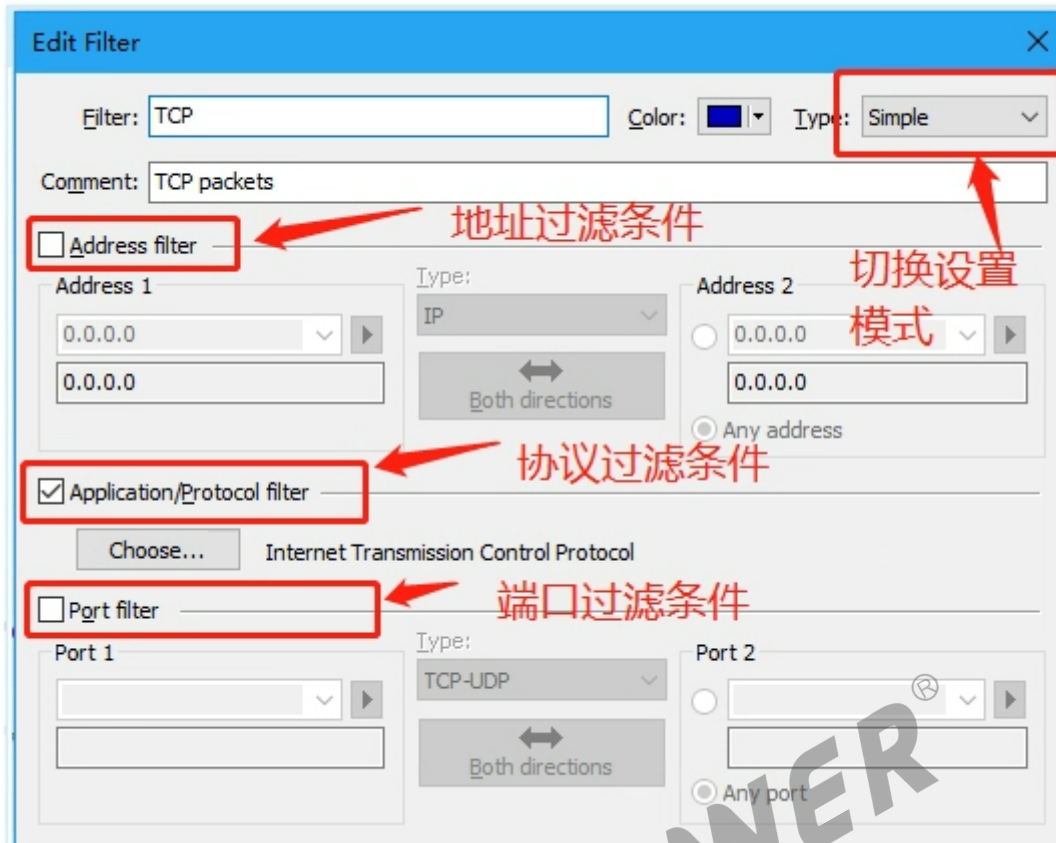 Edit Filter
Filter: TCP Color: Type: Simple
Comment: TCP packets
地址过滤条件
Address filter
切换设置
模式
Address 1 Type: Address 2
0.0.0.0 IP 0.0.0.0
0.0.0.0 Both directions 0.0.0.0
Any address
协议过滤条件
Application/Protocol filter
Choose... Internet Transmission Control Protocol
端口过滤条件
Port filter
Port 1 Type: Port 2
TCP-UDP
Both directions
Any port